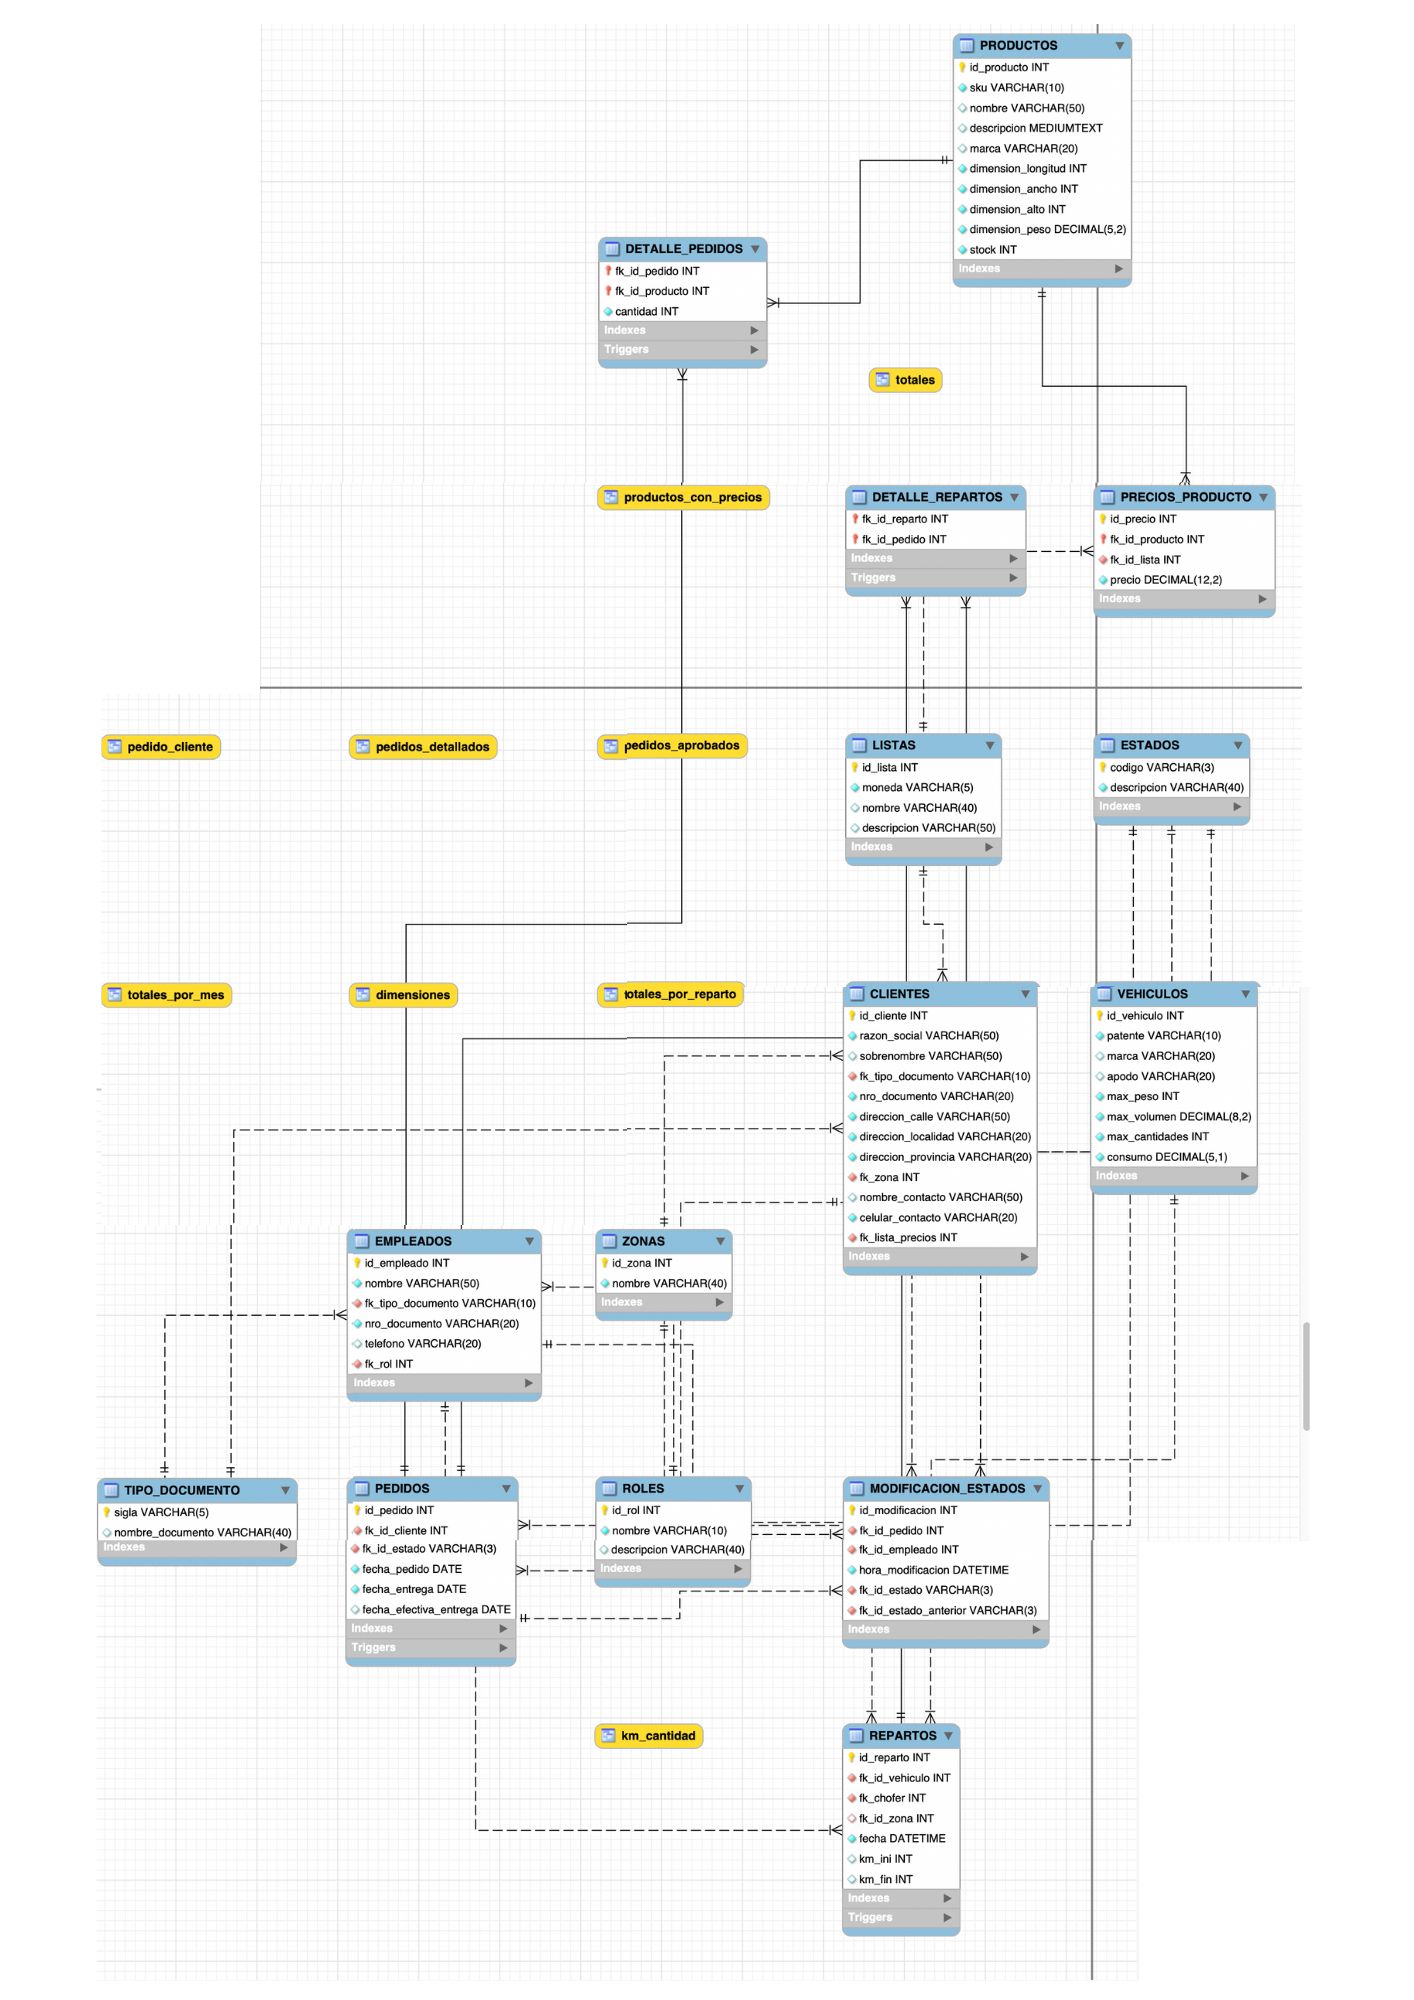 PRODUCTOS
id_producto INT
sku VARCHAR(10)
nombre VARCHAR(50)
descripcion MEDIUMTEXT
marca VARCHAR(20)
dimension_longitud INT
dimension_ancho INT
dimension_alto INT
dimension_peso DECIMAL(5,2)
stock INT
Indexes
DETALLE_PEDIDOS
fk_id_pedido INT
fk_id_producto INT
cantidad INT
Indexes
Triggers
totales
productos_con_precios
DETALLE_REPARTOS
fk_id_reparto INT
fk_id_pedido INT
Indexes
Triggers
PRECIOS_PRODUCTO
id_precio INT
fk_id_producto INT
fk_id_lista INT
precio DECIMAL(12,2)
Indexes
pedido_cliente
pedidos_detallados
pedidos_aprobados
LISTAS
id_lista INT
moneda VARCHAR(5)
nombre VARCHAR(40)
descripcion VARCHAR(50)
Indexes
ESTADOS
codigo VARCHAR(3)
descripcion VARCHAR(40)
Indexes
totales_por_mes
dimensiones
totales_por_reparto
CLIENTES
id_cliente INT
razon_social VARCHAR(50)
sobrenombre VARCHAR(50)
fk_tipo_documento VARCHAR(10)
nro_documento VARCHAR(20)
direccion_calle VARCHAR(50)
direccion_localidad VARCHAR(20)
direccion_provincia VARCHAR(20)
fk_zona INT
nombre_contacto VARCHAR(50)
celular_contacto VARCHAR(20)
fk_lista_precios INT
Indexes
VEHICULOS
id_vehiculo INT
patente VARCHAR(10)
marca VARCHAR(20)
apodo VARCHAR(20)
max_peso INT
max_volumen DECIMAL(8,2)
max_cantidades INT
consumo DECIMAL(5,1)
Indexes
EMPLEADOS
id_empleado INT
nombre VARCHAR(50)
fk_tipo_documento VARCHAR(10)
nro_documento VARCHAR(20)
telefono VARCHAR(20)
fk_rol INT
Indexes
ZONAS
id_zona INT
nombre VARCHAR(40)
Indexes
TIPO_DOCUMENTO
sigla VARCHAR(5)
nombre_documento VARCHAR(40)
Indexes
PEDIDOS
id_pedido INT
fk_id_cliente INT
fk_id_estado VARCHAR(3)
fecha_pedido DATE
fecha_entrega DATE
fecha_efectiva_entrega DATE
Indexes
Triggers
ROLES
id_rol INT
nombre VARCHAR(10)
descripcion VARCHAR(40)
Indexes
MODIFICACION_ESTADOS
id_modificacion INT
fk_id_pedido INT
fk_id_empleado INT
hora_modificacion DATETIME
fk_id_estado VARCHAR(3)
fk_id_estado_anterior VARCHAR(3)
Indexes
km_cantidad
REPARTOS
id_reparto INT
fk_id_vehiculo INT
fk_chofer INT
fk_id_zona INT
fecha DATETIME
km_ini INT
km_fin INT
Indexes
Triggers